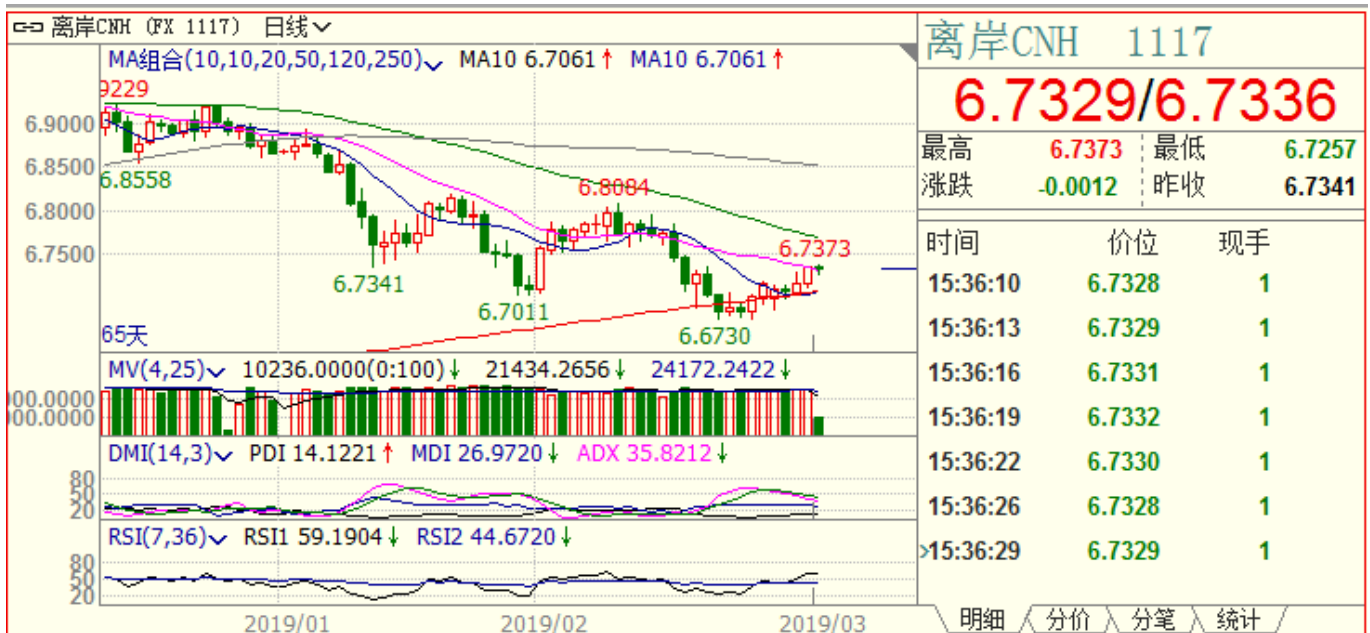 离岸CNH (FX 1117) 日线
MA组合(10,10,20,50,120,250) MA10 6.7061↑ MA10 6.7061↑
9229
6.9000
6.8500
6.8000
6.7500
6.8558
6.8084
6.7373
6.7341
6.7011
6.6730
65天
MV(4,25) 10236.0000(0:100)↓ 21434.2656↓ 24172.2422↓
000.0000
000.0000
DMI(14,3) PDI 14.1221↑ MDI 26.9720↓ ADX 35.8212↓
80
50
20
RSI(7,36) RSI1 59.1904↓ RSI2 44.6720↓
80
50
20
2019/01 2019/02 2019/03
离岸CNH 1117
6.7329/6.7336
最高 6.7373 最低 6.7257
涨跌 -0.0012 昨收 6.7341
时间 价位 现手
15:36:10 6.7328 1
15:36:13 6.7329 1
15:36:16 6.7331 1
15:36:19 6.7332 1
15:36:22 6.7330 1
15:36:26 6.7328 1
>15:36:29 6.7329 1
明细 分价 分笔 统计